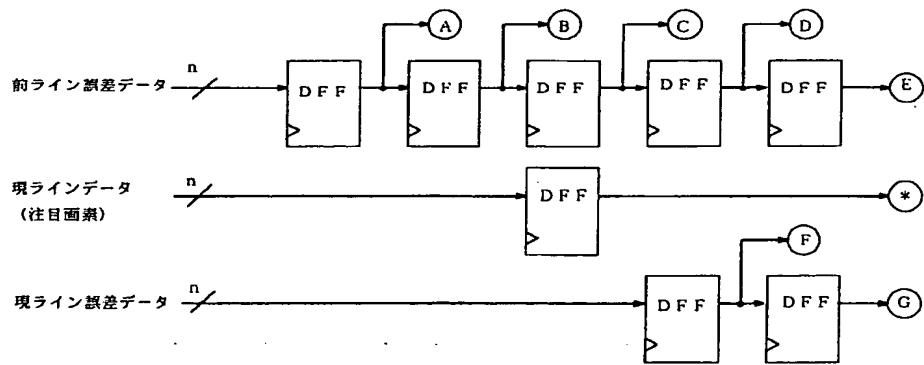 A B C D
n
前ライン誤差データ DFF DFF DFF DFF DFF E
n
現ラインデータ DFF *
(注目画素)
F
n
現ライン誤差データ DFF DFF G